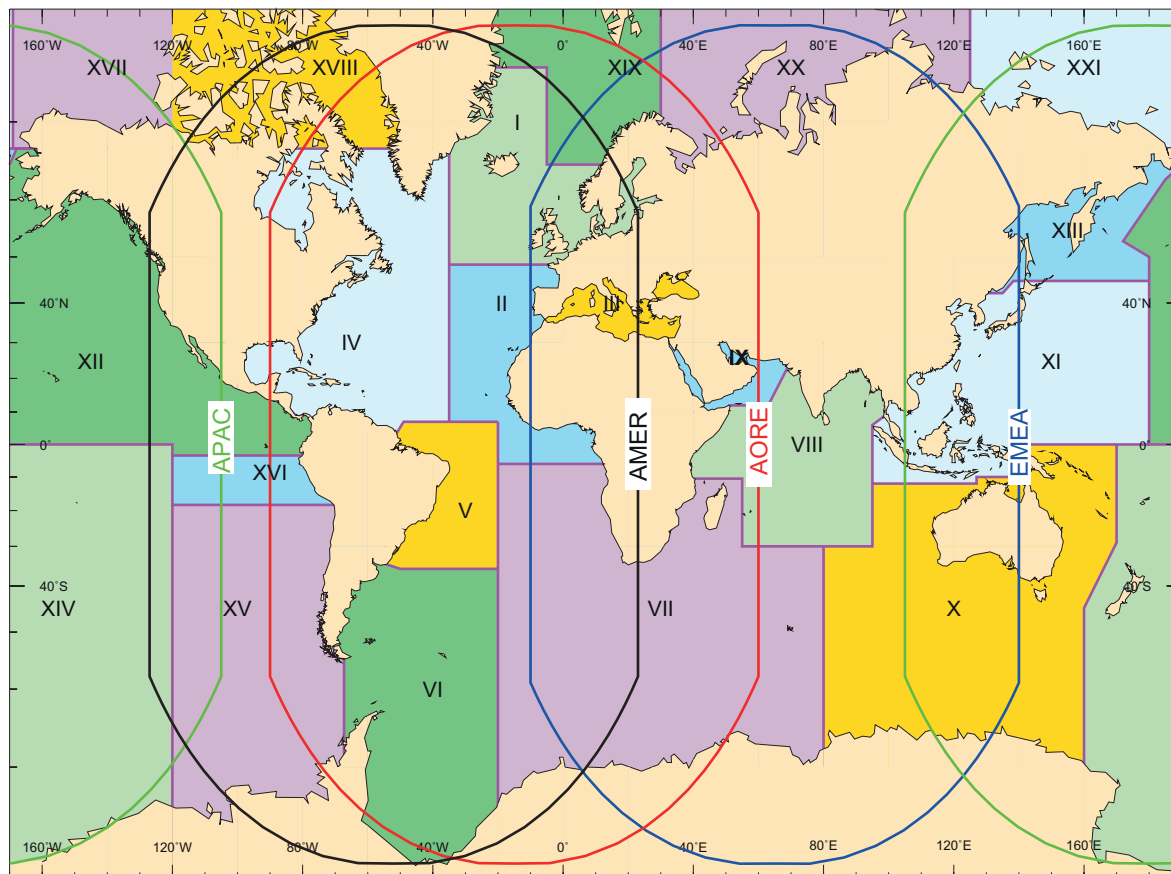 160°W 120°W 80°W 40°W 0° 40°E 80°E 120°E 160°E
XVII XVIII XIX XX XXI
I
XIII
40°N II III 40°N
IV
XII IX XI
APAC AMER AORE EMEA
0° VIII 0°
XVI
V
40°S 40°S
XIV XV VII X
VI
160°W 120°W 80°W 40°W 0° 40°E 80°E 120°E 160°E